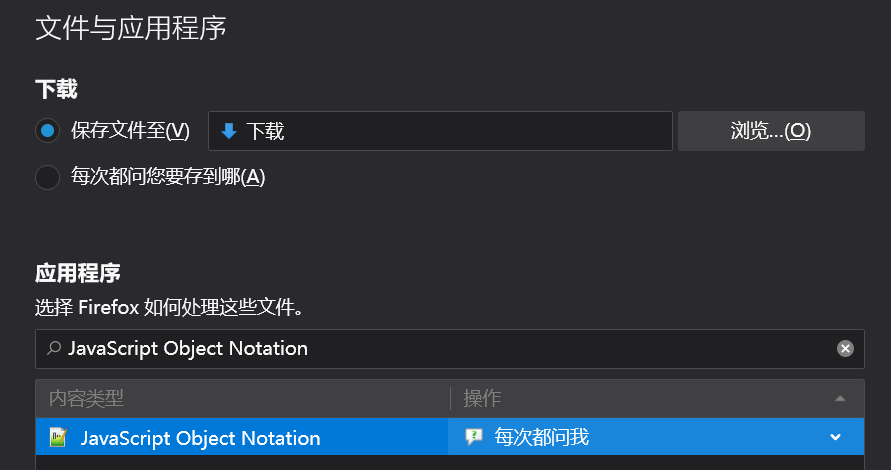 文件与应用程序
下载
保存文件至(V) 下载 浏览...(O)
每次都问您要存到哪(A)
应用程序
选择 Firefox 如何处理这些文件。
JavaScript Object Notation
内容类型 操作
JavaScript Object Notation 每次都问我